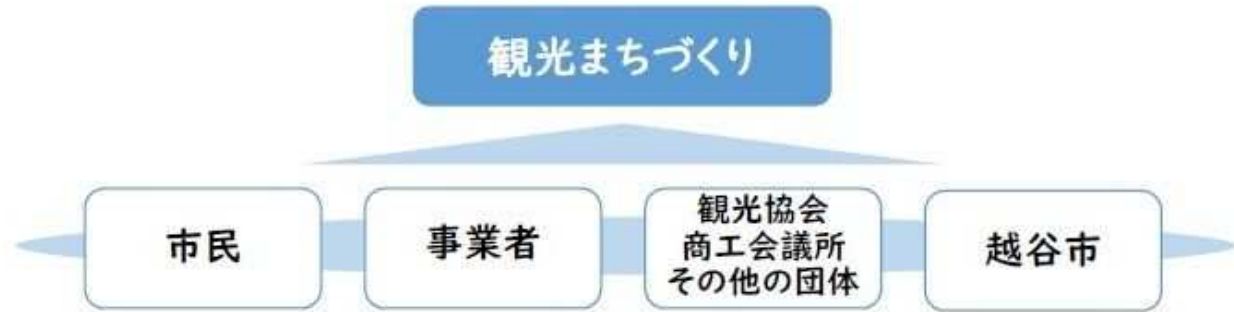 観光まちづくり
市民
事業者
観光協会
商工会議所
その他の団体
越谷市